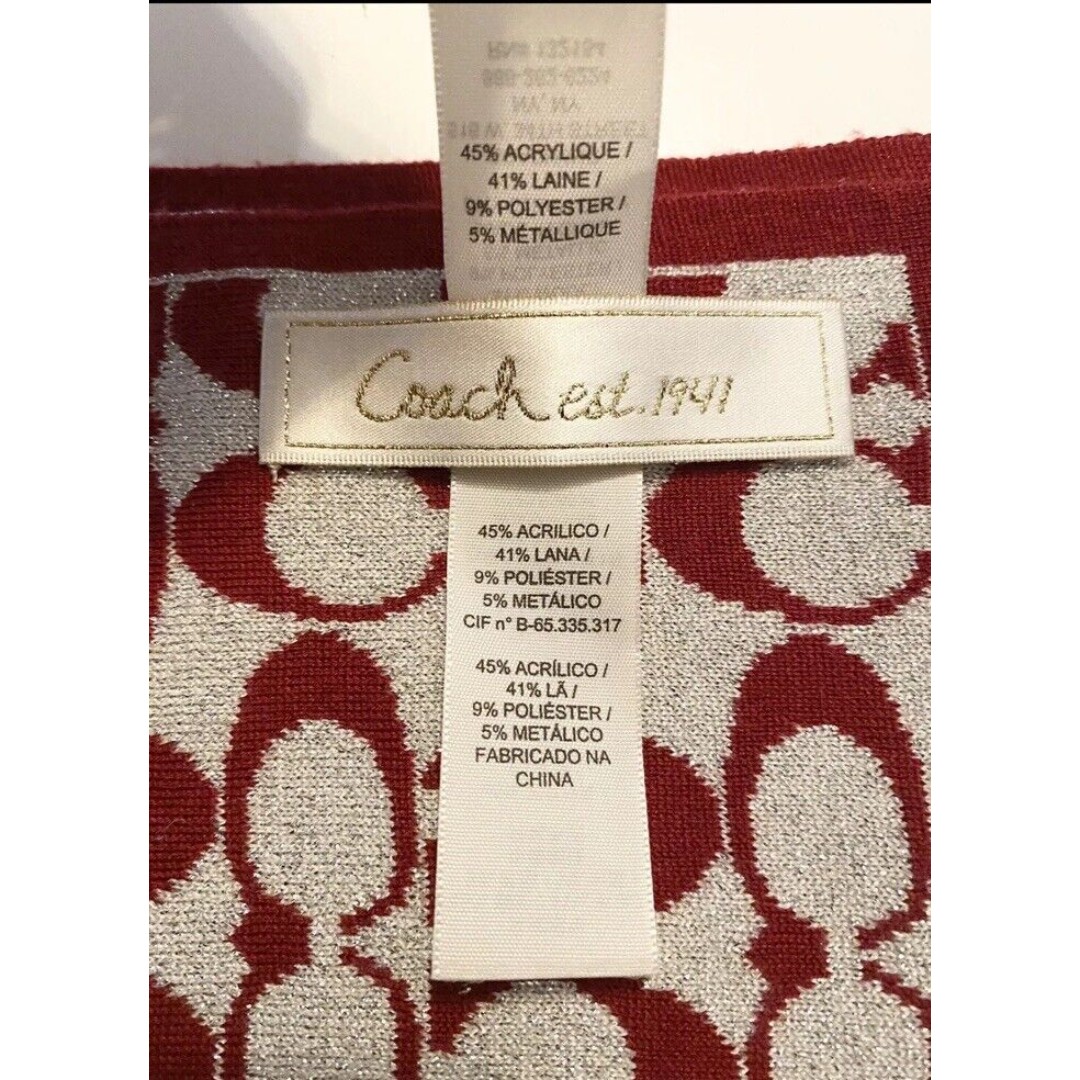 45% ACRYLIQUE /
41% LAINE /
9% POLYESTER /
5% MÉTALLIQUE
Coach est. 1941
45% ACRILICO /
41% LANA /
9% POLIÉSTER /
5% METÁLICO
CIF n° B-65.335.317
45% ACRÍLICO /
41% LÃ /
9% POLIÉSTER /
5% METÁLICO
FABRICADO NA
CHINA